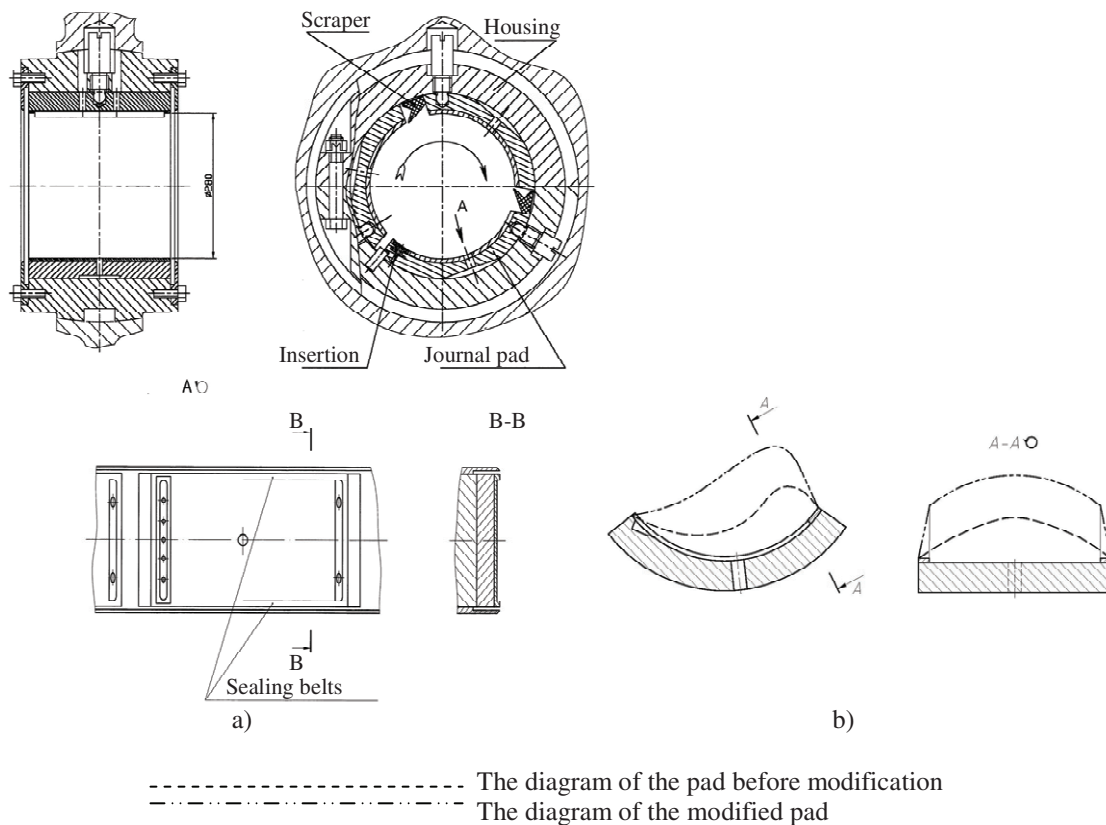 Scraper
Housing
ø280
A
Insertion
Journal pad
A
B
B-B
B
Sealing belts
a)
A
A-A
A
b)
The diagram of the pad before modification
The diagram of the modified pad